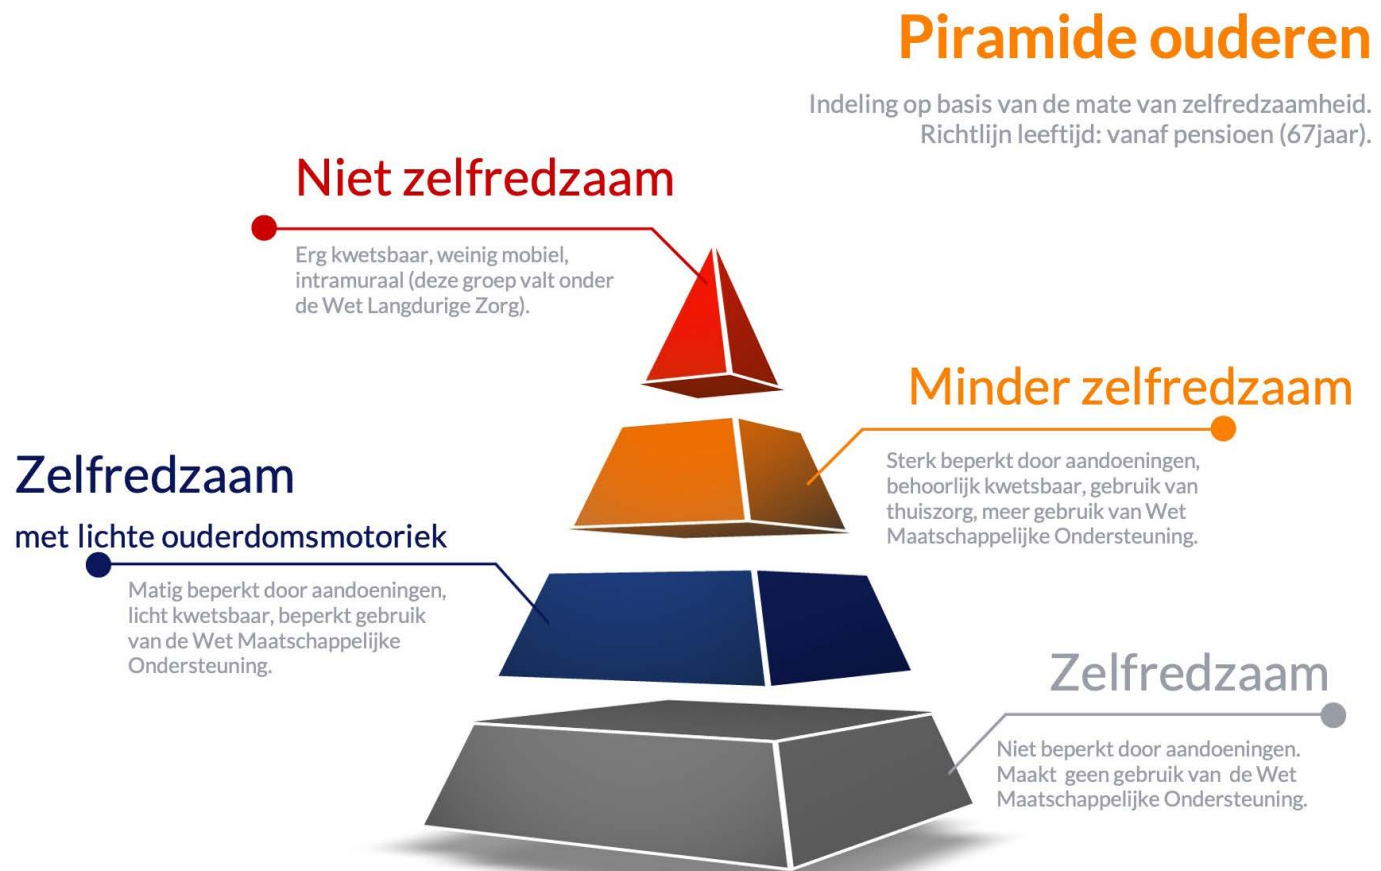 Piramide ouderen
Indeling op basis van de mate van zelfredzaamheid.
Richtlijn leeftijd: vanaf pensioen (67jaar).
Niet zelfredzaam
Erg kwetsbaar, weinig mobiel,
intramuraal (deze groep valt onder
de Wet Langdurige Zorg).
Minder zelfredzaam
Sterk beperkt door aandoeningen,
behoorlijk kwetsbaar, gebruik van
thuiszorg, meer gebruik van Wet
Maatschappelijke Ondersteuning.
Zelfredzaam
met lichte ouderdomsmotoriek
Matig beperkt door aandoeningen,
licht kwetsbaar, beperkt gebruik
van de Wet Maatschappelijke
Ondersteuning.
Zelfredzaam
Niet beperkt door aandoeningen.
Maakt geen gebruik van de Wet
Maatschappelijke Ondersteuning.